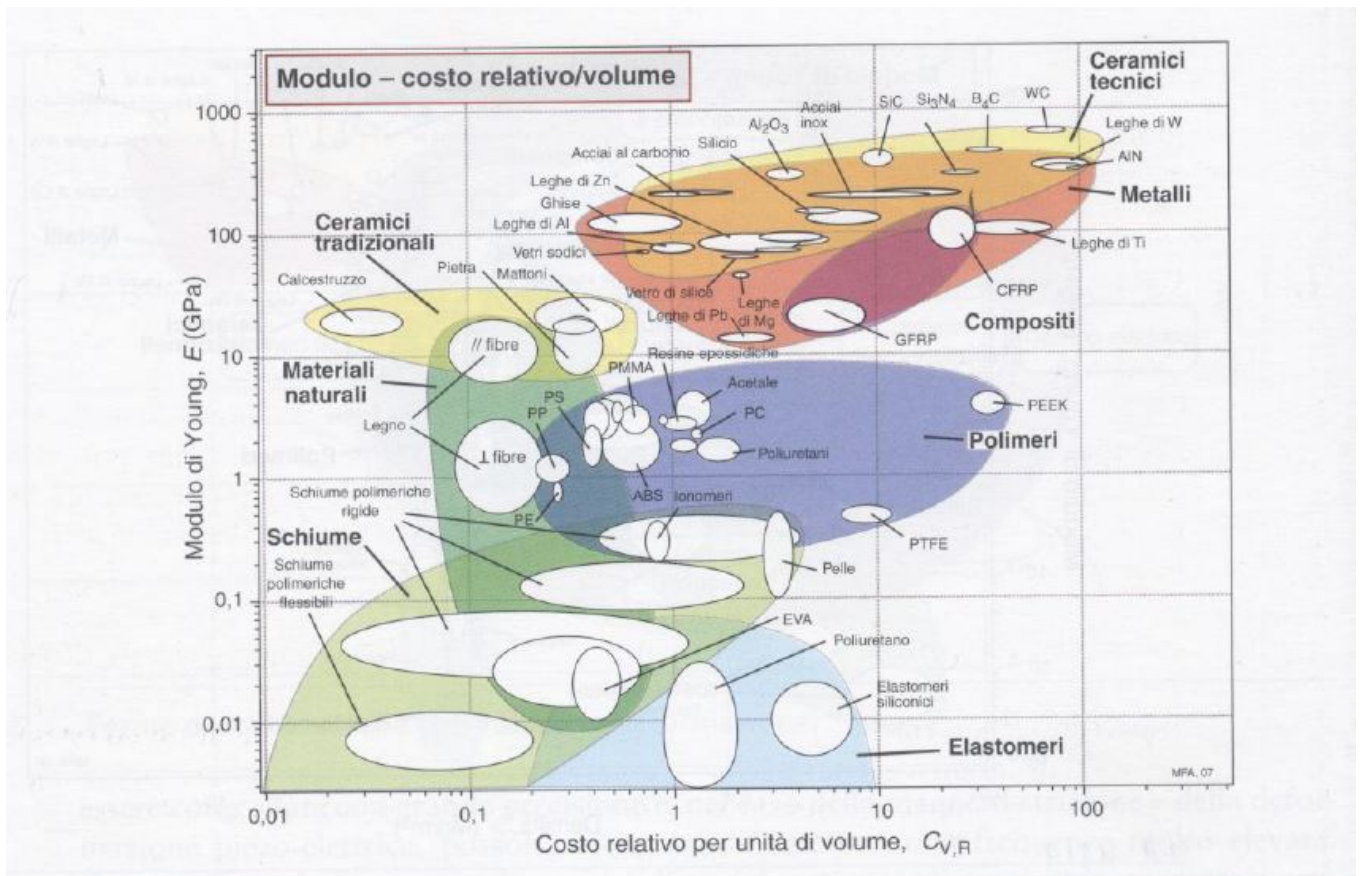 Modulo – costo relativo/volume
Ceramici
tecnici
WC
B₄C
Si₃N₄
SiC
Acciai
inox
Al₂O₃
Silicio
Leghe di W
AlN
Metalli
Acciai al carbonio
Leghe di Zn
Ghise
Leghe di Al
Vetri sodici
Leghe di Ti
Ceramici
tradizionali
Pietra
Mattoni
Calcestruzzo
Vetro di silice
Leghe
di Mg
Leghe di Pb
CFRP
Compositi
GFRP
// fibre
Materiali
naturali
Resine epossidiche
PMMA
Acetale
PS
PP
PC
PEEK
Polimeri
Legno
⊥ fibre
Poliuretani
Schiume polimeriche
rigide
ABS
Ionomeri
PE
PTFE
Schiume
Schiume
polimeriche
flessibili
Pelle
EVA
Poliuretano
Elastomeri
siliconici
Elastomeri
MFA, 07
Modulo di Young, E (GPa)
1000
100
10
1
0,1
0,01
0,01
0,1
1
10
100
Costo relativo per unità di volume, C_V,R